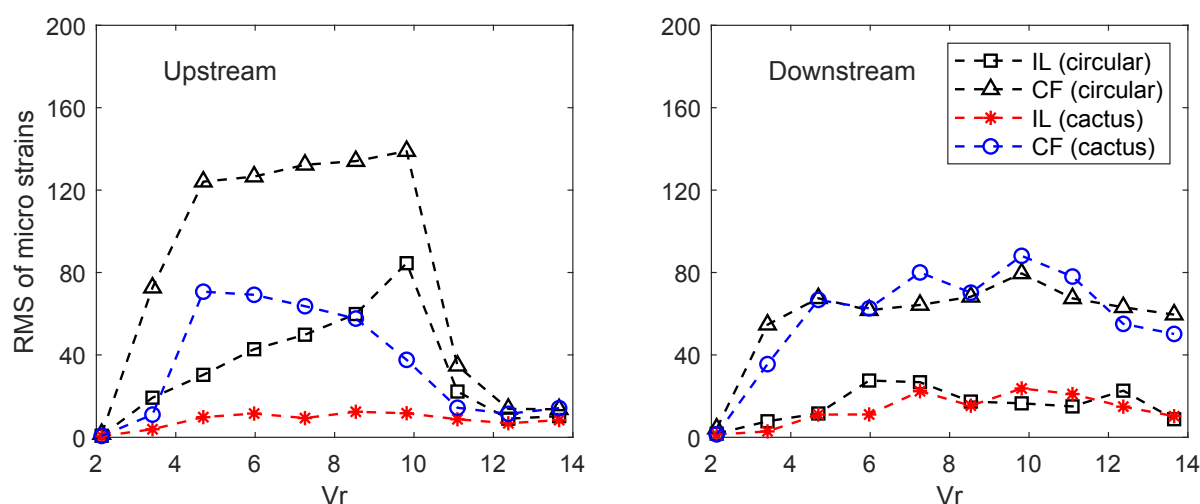 200
160
120
80
40
0
2 4 6 8 10 12 14
Vr
RMS of micro strains
Upstream
200
160
120
80
40
0
2 4 6 8 10 12 14
Vr
Downstream
IL (circular)
CF (circular)
IL (cactus)
CF (cactus)